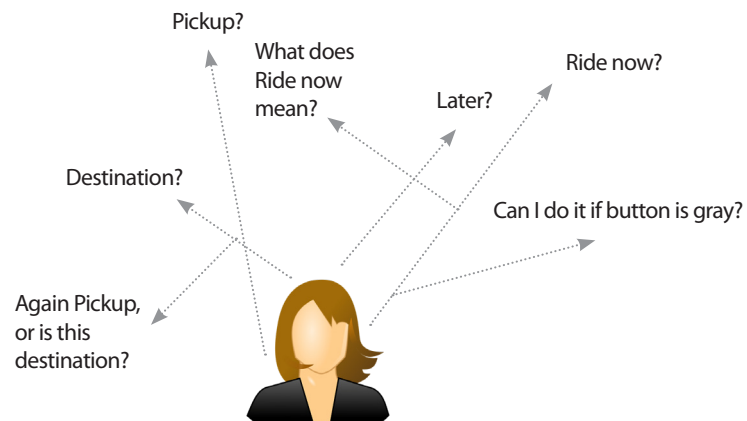 Pickup?
What does
Ride now
mean?
Ride now?
Later?
Destination?
Can I do it if button is gray?
Again Pickup,
or is this
destination?